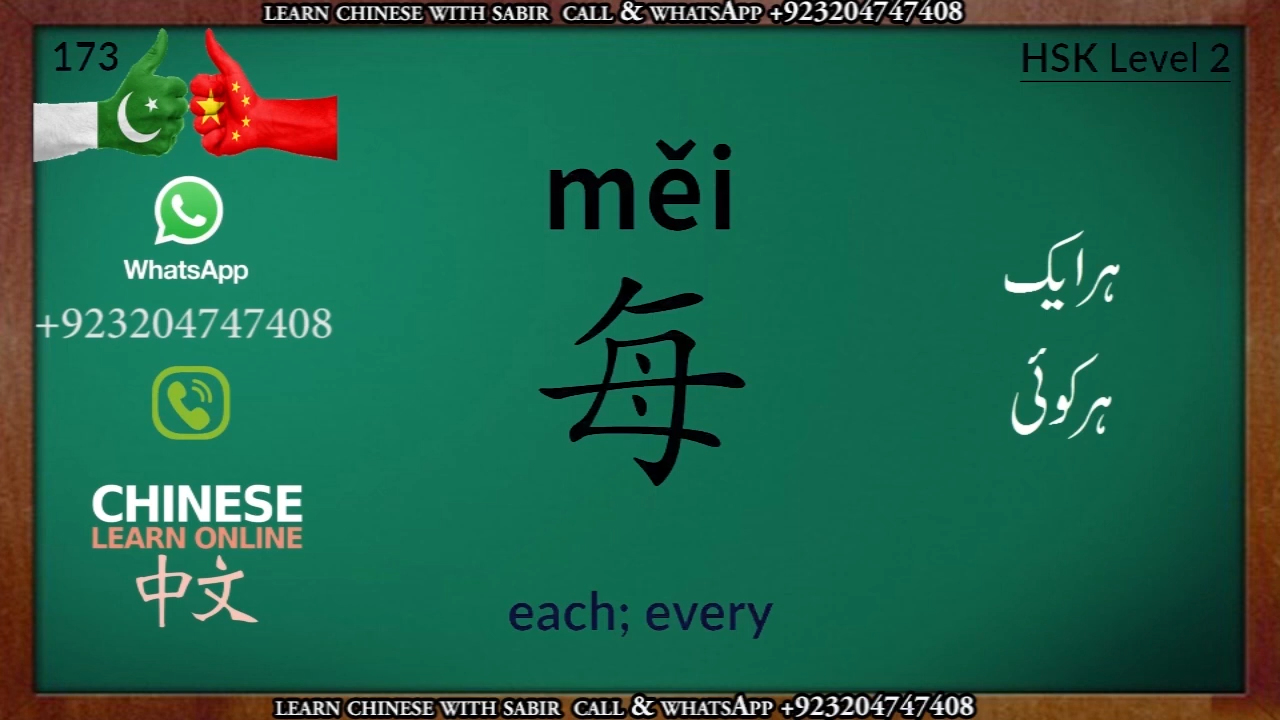 LEARN CHINESE WITH SABIR CALL & WHATSAPP +923204747408
173
HSK Level 2
měi
WhatsApp
每
ہر ایک
+923204747408
ہر کوئی
CHINESE
LEARN ONLINE
中文
each; every
LEARN CHINESE WITH SABIR CALL & WHATSAPP +923204747408